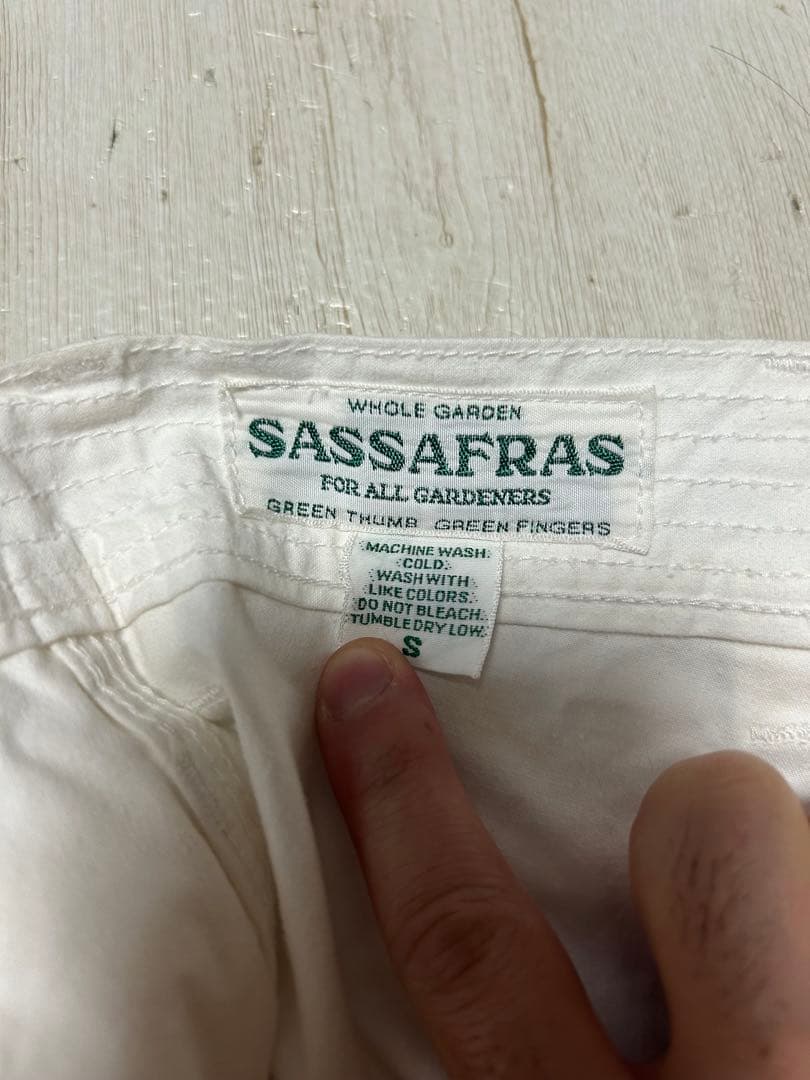 WHOLE GARDEN
SASSAFRAS
FOR ALL GARDENERS
GREEN THUMB GREEN FINGERS
MACHINE WASH
COLD.
WASH WITH
LIKE COLORS.
DO NOT BLEACH.
TUMBLE DRY LOW.
S